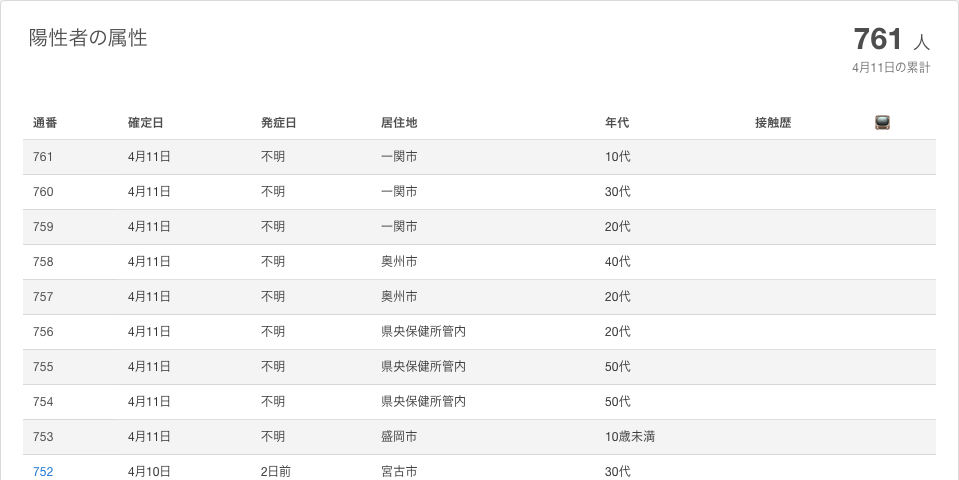 陽性者の属性
761 人
4月11日の累計
通番 確定日 発症日 居住地 年代 接触歴
761 4月11日 不明 一関市 10代
760 4月11日 不明 一関市 30代
759 4月11日 不明 一関市 20代
758 4月11日 不明 奥州市 40代
757 4月11日 不明 奥州市 20代
756 4月11日 不明 県央保健所管内 20代
755 4月11日 不明 県央保健所管内 50代
754 4月11日 不明 県央保健所管内 50代
753 4月11日 不明 盛岡市 10歳未満
752 4月10日 2日前 宮古市 30代